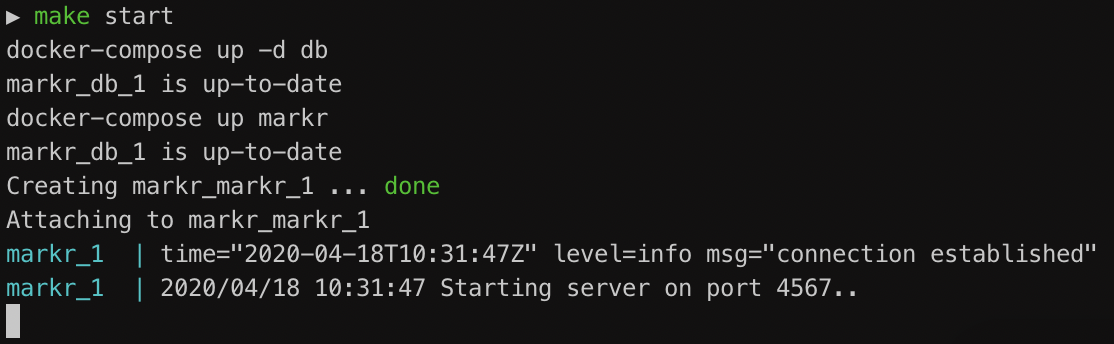 ▶ make start
docker-compose up -d db
markr_db_1 is up-to-date
docker-compose up markr
markr_db_1 is up-to-date
Creating markr_markr_1 ... done
Attaching to markr_markr_1
markr_1  | time="2020-04-18T10:31:47Z" level=info msg="connection established"
markr_1  | 2020/04/18 10:31:47 Starting server on port 4567..